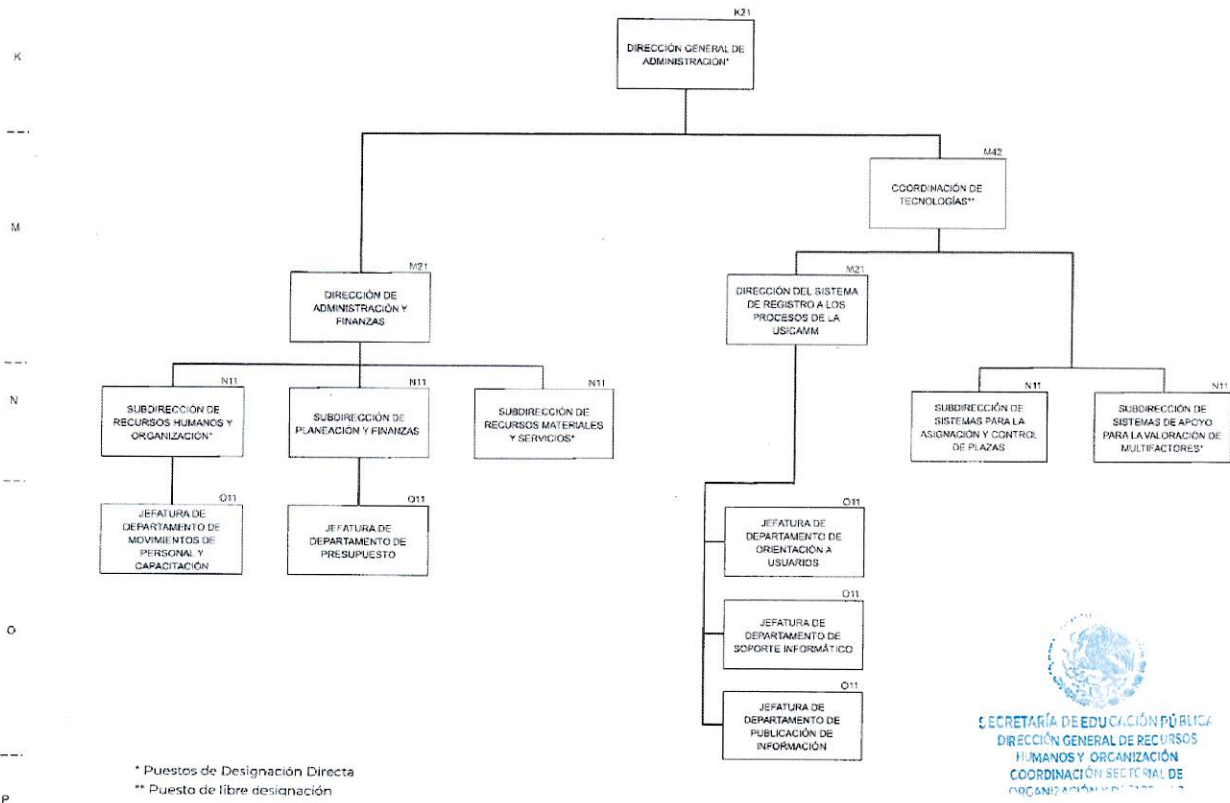 K21
DIRECCIÓN GENERAL DE
ADMINISTRACIÓN*
K
M42
COORDINACIÓN DE
TECNOLOGÍAS**
M
M21
DIRECCIÓN DE
ADMINISTRACIÓN Y
FINANZAS
M21
DIRECCIÓN DEL SISTEMA
DE REGISTRO A LOS
PROCESOS DE LA
USICAMM
N
N11
SUBDIRECCIÓN DE
RECURSOS HUMANOS Y
ORGANIZACIÓN*
N11
SUBDIRECCIÓN DE
PLANEACIÓN Y FINANZAS
N11
SUBDIRECCIÓN DE
RECURSOS MATERIALES
Y SERVICIOS*
N11
SUBDIRECCIÓN DE
SISTEMAS PARA LA
ASIGNACIÓN Y CONTROL
DE PLAZAS
N11
SUBDIRECCIÓN DE
SISTEMAS DE APOYO
PARA LA VALORACIÓN DE
MULTIFACTORES*
O11
JEFATURA DE
DEPARTAMENTO DE
MOVIMIENTOS DE
PERSONAL Y
CAPACITACIÓN
O11
JEFATURA DE
DEPARTAMENTO DE
PRESUPUESTO
O11
JEFATURA DE
DEPARTAMENTO DE
ORIENTACIÓN A
USUARIOS
O
O11
JEFATURA DE
DEPARTAMENTO DE
SOPORTE INFORMÁTICO
O11
JEFATURA DE
DEPARTAMENTO DE
PUBLICACIÓN DE
INFORMACIÓN
SECRETARÍA DE EDUCACIÓN PÚBLICA
DIRECCIÓN GENERAL DE RECURSOS
HUMANOS Y ORGANIZACIÓN
COORDINACIÓN SECTORIAL DE
ORGANIZACIÓN Y
* Puestos de Designación Directa
** Puesto de libre designación
P